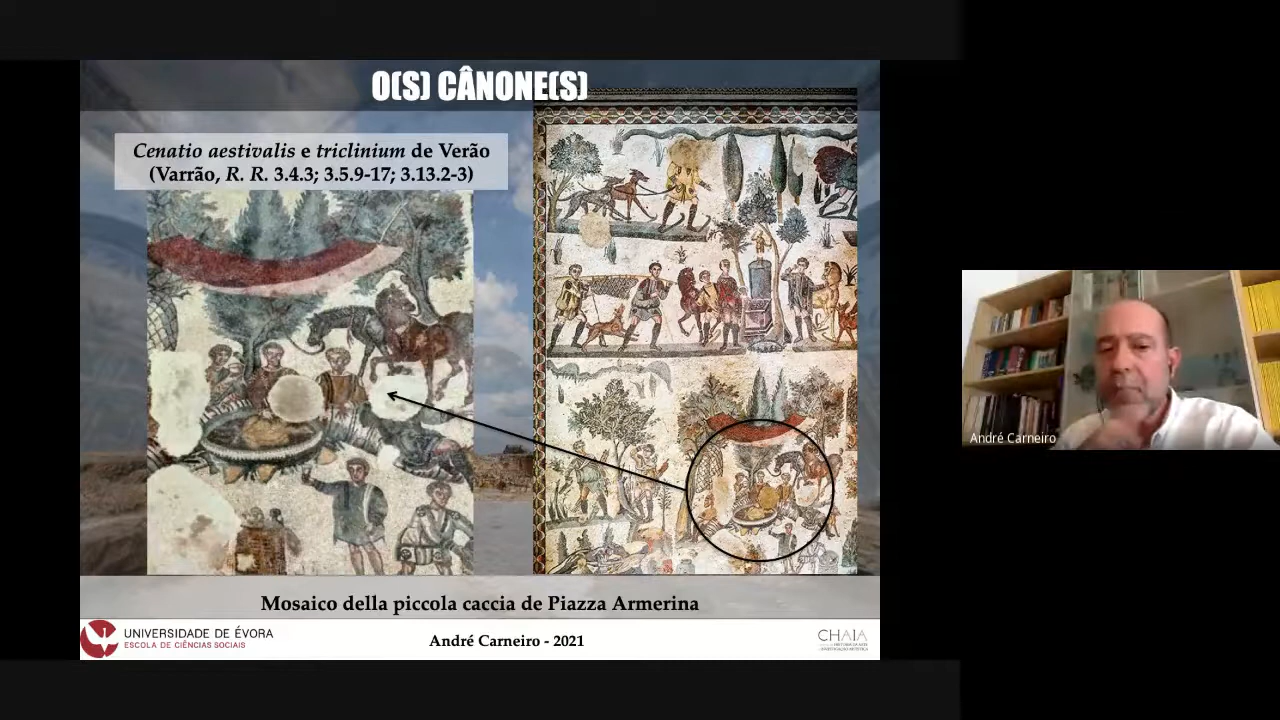 O(S) CÂNONE(S)
Cenatio aestivalis e triclinium de Verão
(Varrão, R. R. 3.4.3; 3.5.9-17; 3.13.2-3)
Mosaico della piccola caccia de Piazza Armerina
UNIVERSIDADE DE ÉVORA
ESCOLA DE CIÊNCIAS SOCIAIS
André Carneiro - 2021
CHAIA
André Carneiro